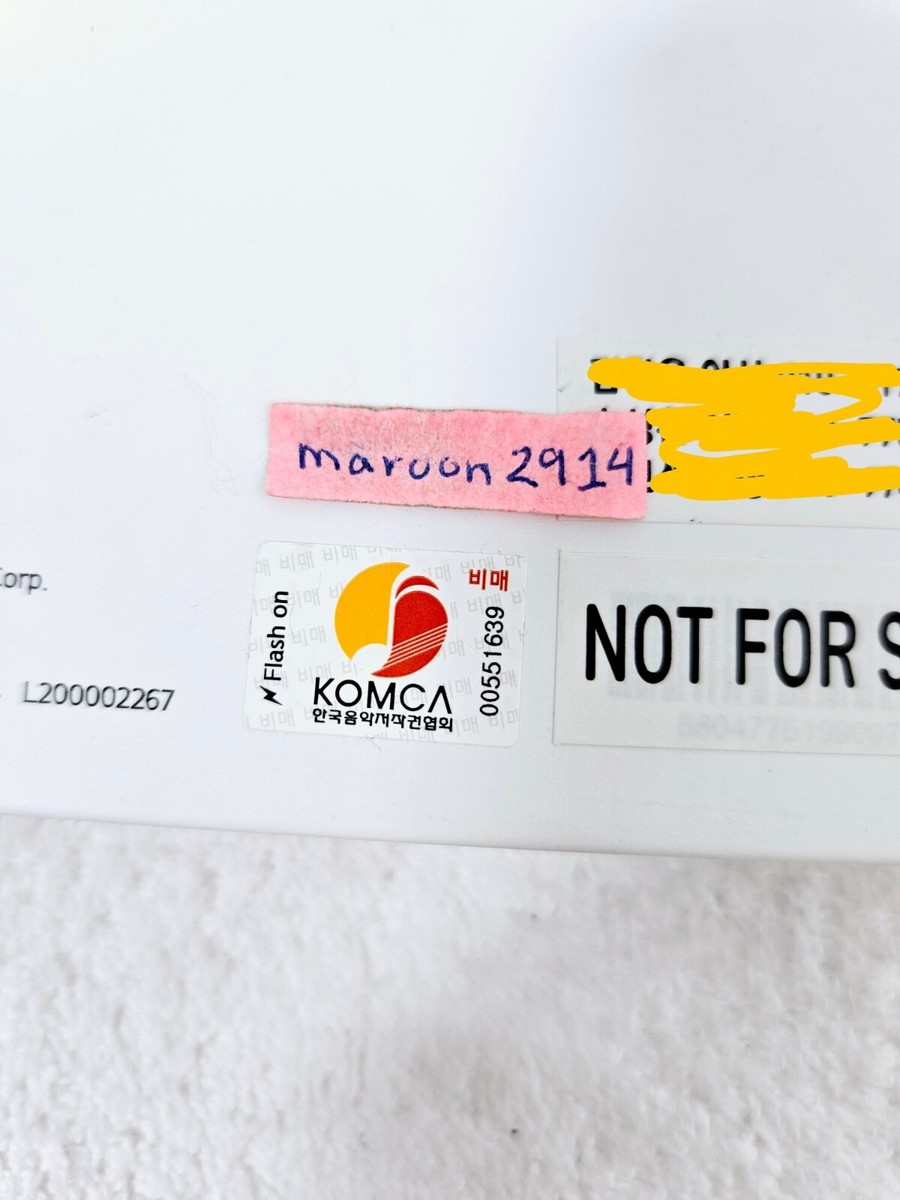 maroon2914
Corp.
L200002267
Flash on
비매
00551639
KOMCA
한국음악저작권협회
NOT FOR S